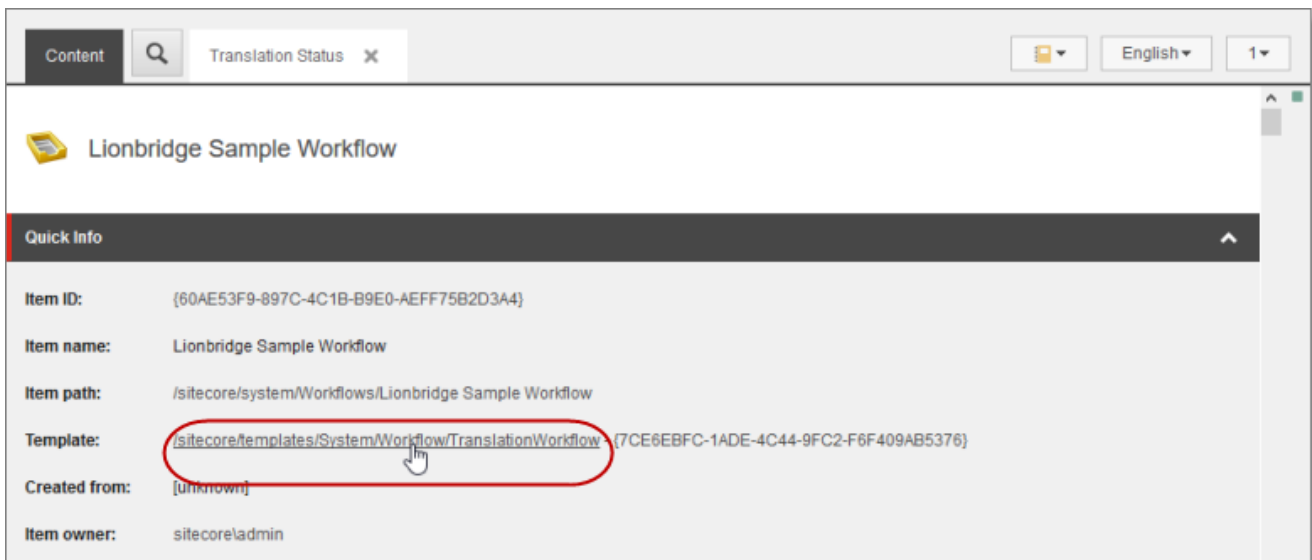 Content Translation Status English 1
Lionbridge Sample Workflow
Quick Info
Item ID: {60AE53F9-897C-4C1B-B9E0-AEFF75B2D3A4}
Item name: Lionbridge Sample Workflow
Item path: /sitecore/system/Workflows/Lionbridge Sample Workflow
Template: /sitecore/templates/System/Workflow/TranslationWorkflow - {7CE6EBFC-1ADE-4C44-9FC2-F6F409AB5376}
Created from: [unknown]
Item owner: sitecore\admin